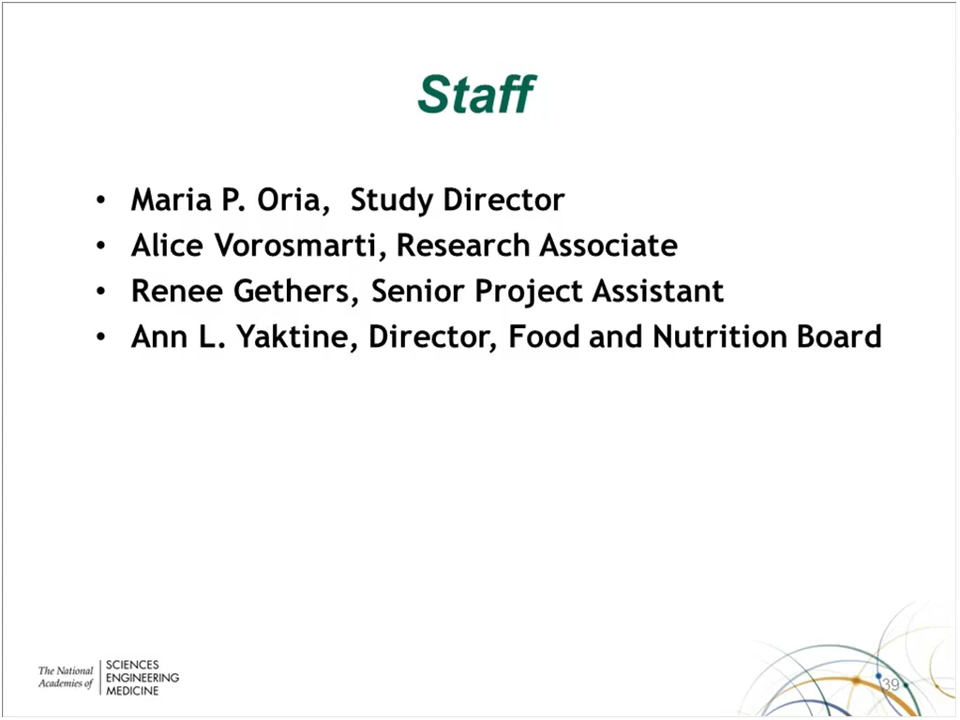 Staff
• Maria P. Oria, Study Director
• Alice Vorosmarti, Research Associate
• Renee Gethers, Senior Project Assistant
• Ann L. Yaktine, Director, Food and Nutrition Board
The National
Academies of
SCIENCES
ENGINEERING
MEDICINE
39